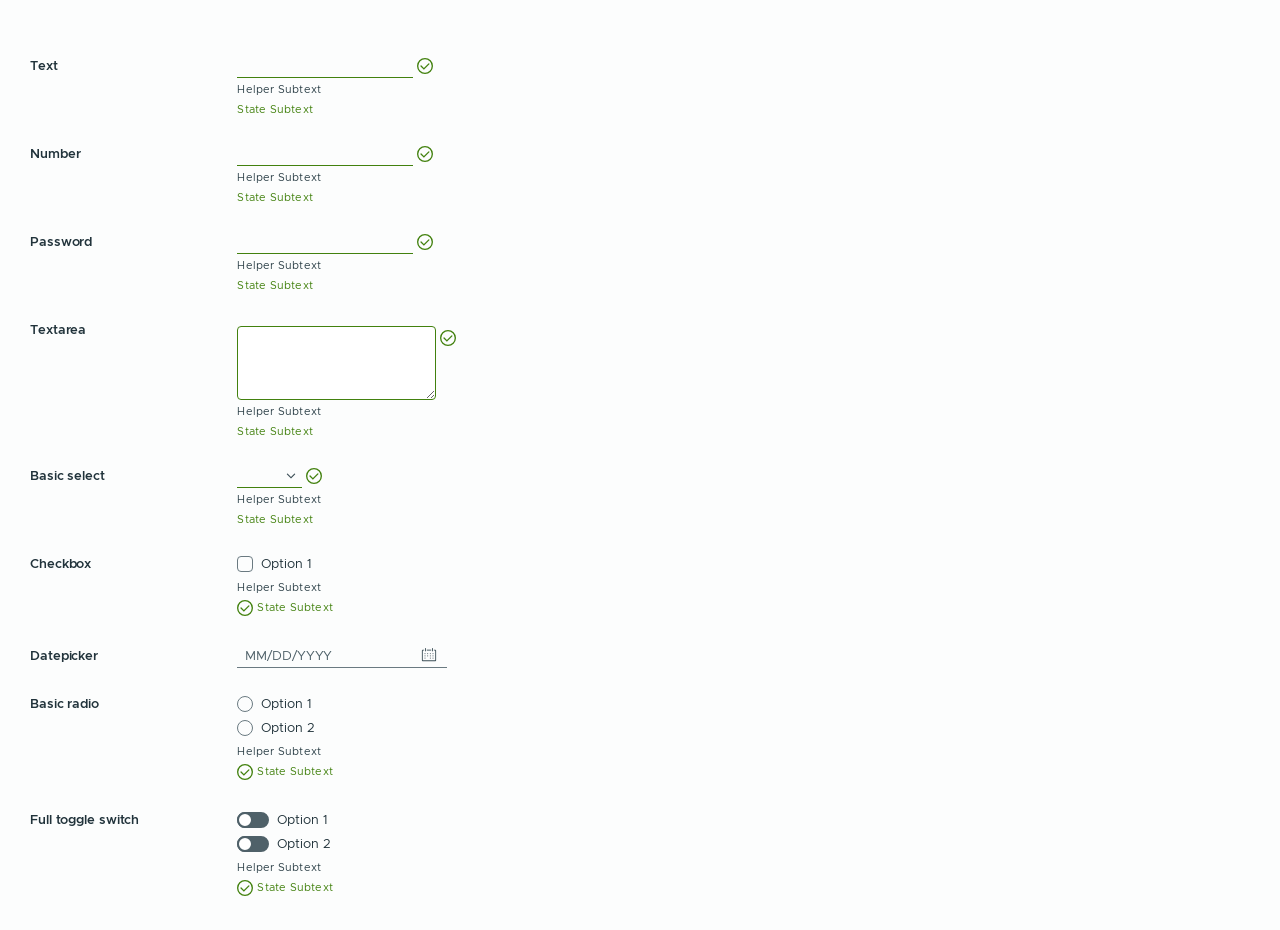 Text
Helper Subtext
State Subtext
Number
Helper Subtext
State Subtext
Password
Helper Subtext
State Subtext
Textarea
Helper Subtext
State Subtext
Basic select
Helper Subtext
State Subtext
Checkbox Option 1
Helper Subtext
State Subtext
Datepicker MM/DD/YYYY
Basic radio Option 1
Option 2
Helper Subtext
State Subtext
Full toggle switch Option 1
Option 2
Helper Subtext
State Subtext